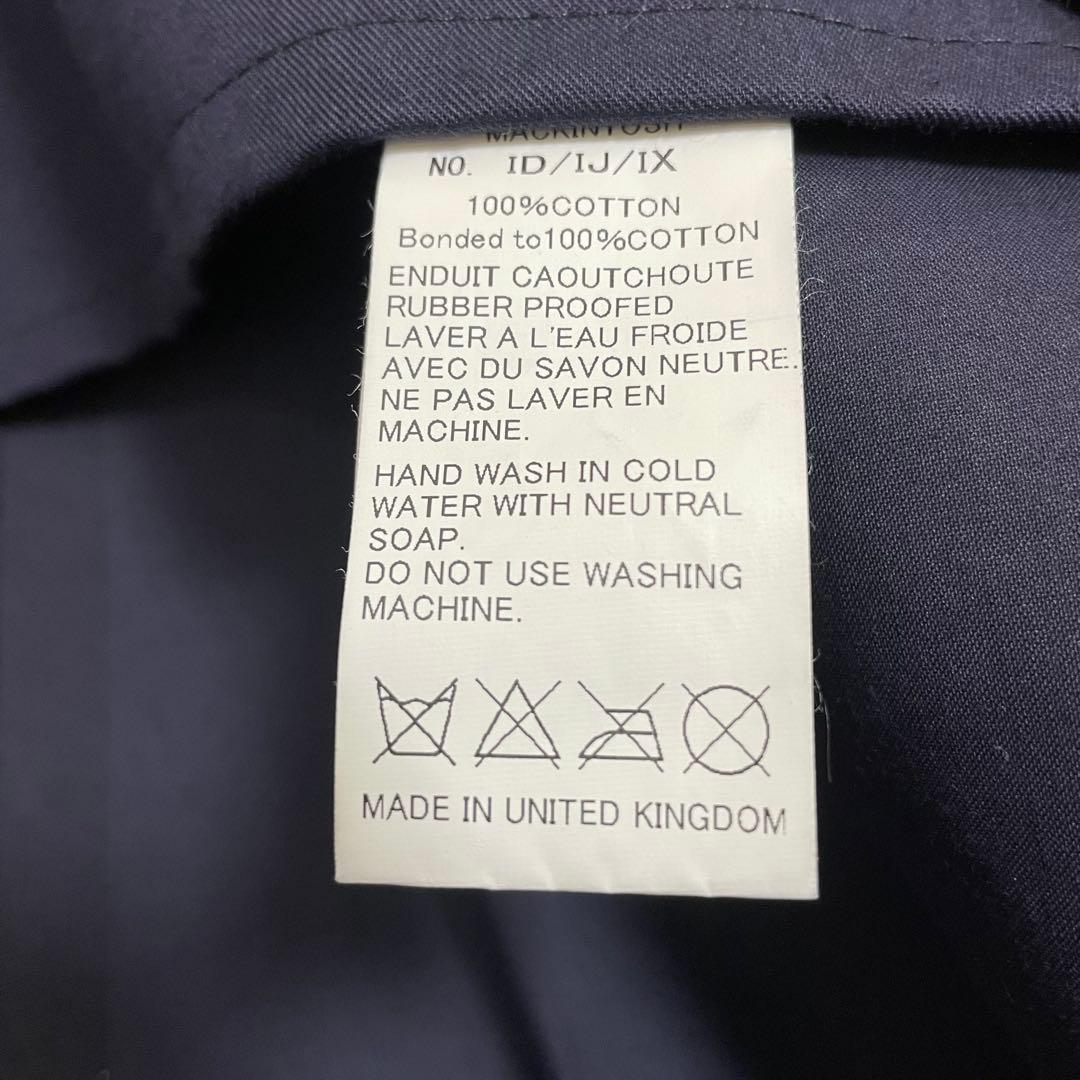 MACKINTOSH
NO. ID/IJ/IX
100%COTTON
Bonded to100%COTTON
ENDUIT CAOUTCHOUTE
RUBBER PROOFED
LAVER A L'EAU FROIDE
AVEC DU SAVON NEUTRE.
NE PAS LAVER EN
MACHINE.
HAND WASH IN COLD
WATER WITH NEUTRAL
SOAP.
DO NOT USE WASHING
MACHINE.
MADE IN UNITED KINGDOM